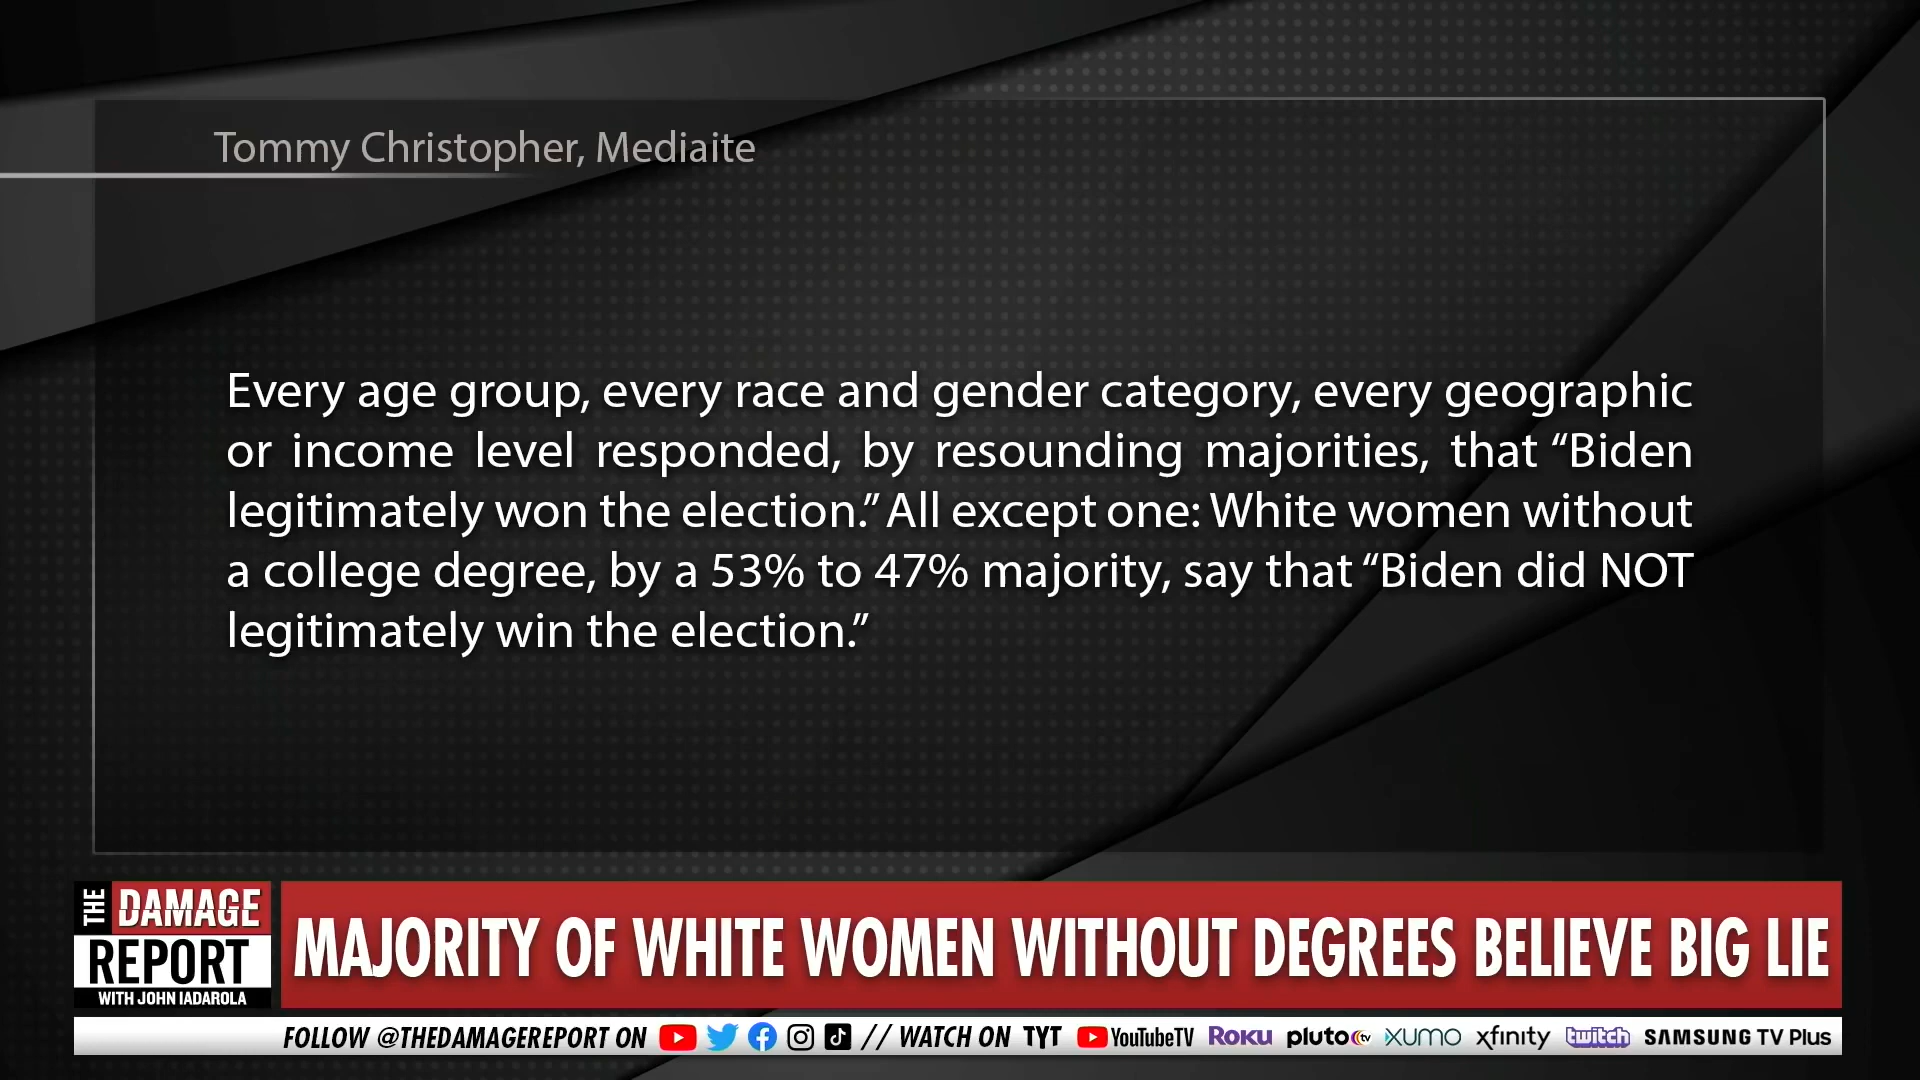 Tommy Christopher, Mediaite
Every age group, every race and gender category, every geographic
or income level responded, by resounding majorities, that “Biden
legitimately won the election.” All except one: White women without
a college degree, by a 53% to 47% majority, say that “Biden did NOT
legitimately win the election.”
THE DAMAGE
REPORT
WITH JOHN IADAROLA
MAJORITY OF WHITE WOMEN WITHOUT DEGREES BELIEVE BIG LIE
FOLLOW @THEDAMAGEREPORT ON // WATCH ON TYT YouTubeTV ROKU pluto tv XUMO xfinity twitch SAMSUNG TV Plus